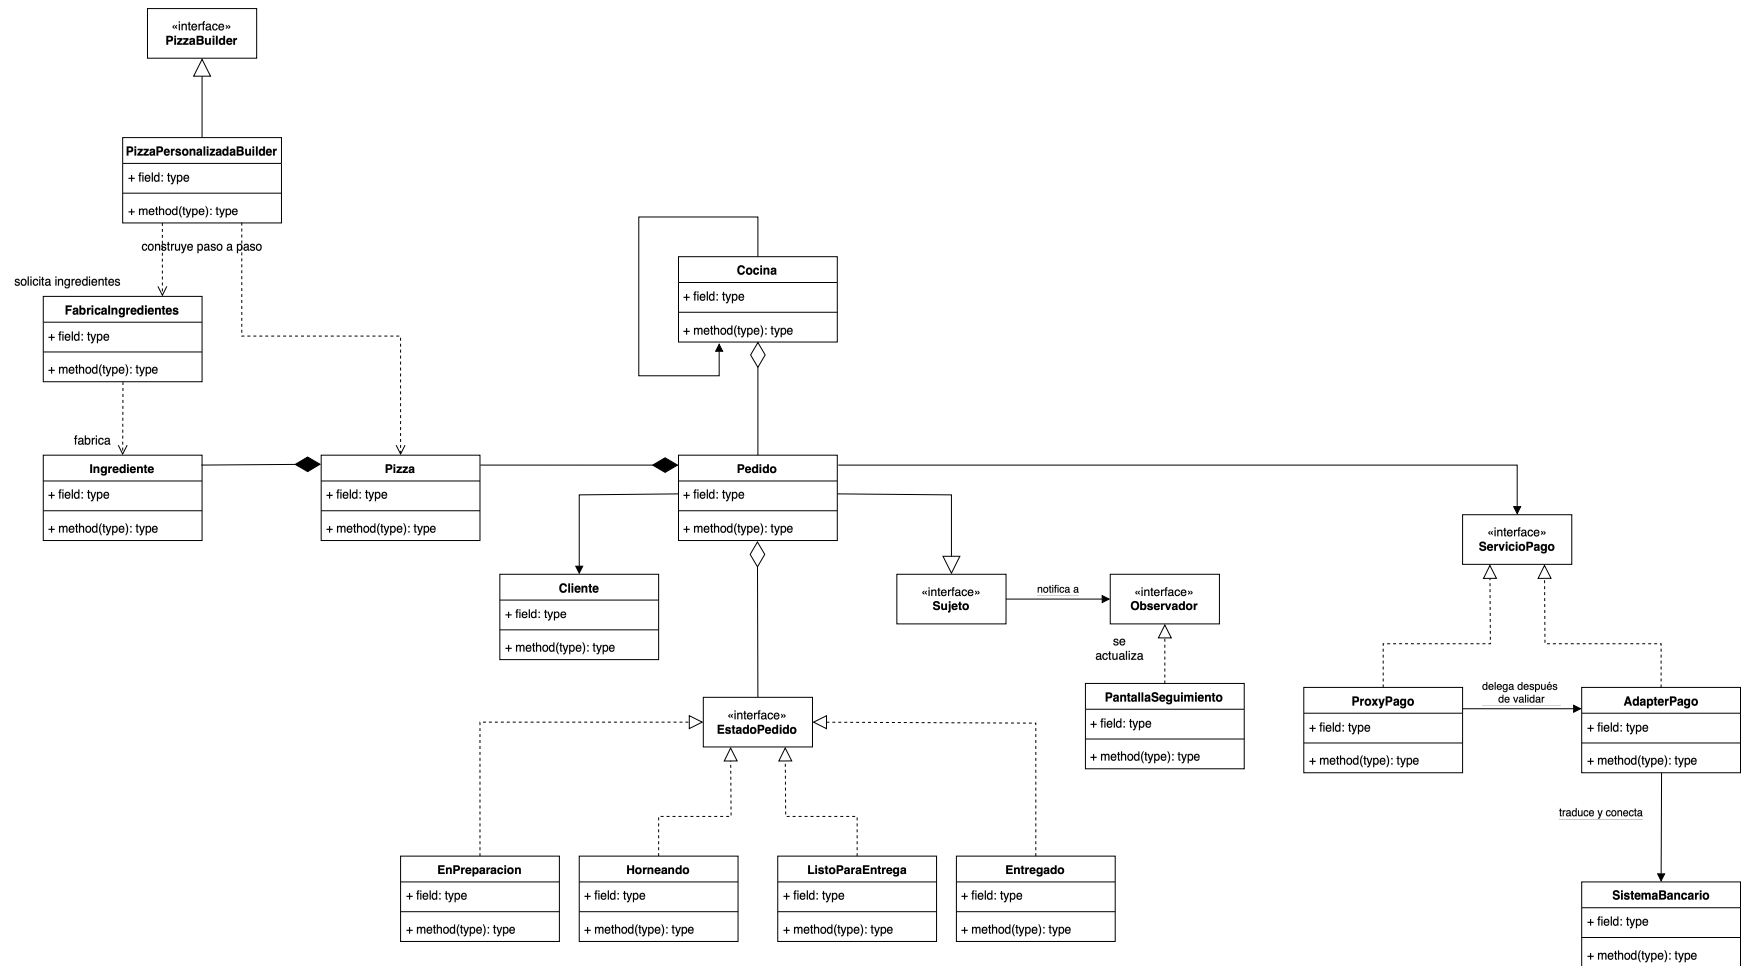 «interface»
PizzaBuilder
PizzaPersonalizadaBuilder
+ field: type
+ method(type): type
construye paso a paso
solicita ingredientes
FabricaIngredientes
+ field: type
+ method(type): type
Cocina
+ field: type
+ method(type): type
fabrica
Ingrediente
+ field: type
+ method(type): type
Pizza
+ field: type
+ method(type): type
Pedido
+ field: type
+ method(type): type
«interface»
ServicioPago
Cliente
+ field: type
+ method(type): type
«interface»
Sujeto
notifica a
«interface»
Observador
se
actualiza
PantallaSeguimiento
+ field: type
+ method(type): type
«interface»
EstadoPedido
ProxyPago
+ field: type
+ method(type): type
delega después
de validar
AdapterPago
+ field: type
+ method(type): type
traduce y conecta
EnPreparacion
+ field: type
+ method(type): type
Horneando
+ field: type
+ method(type): type
ListoParaEntrega
+ field: type
+ method(type): type
Entregado
+ field: type
+ method(type): type
SistemaBancario
+ field: type
+ method(type): type